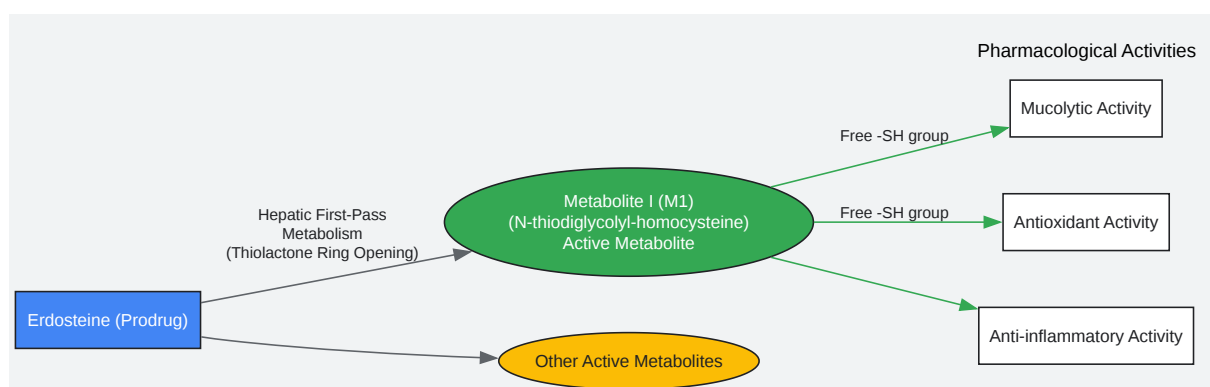 Pharmacological Activities
Mucolytic Activity
Free -SH group
Metabolite I (M1)
(N-thiodiglycolyl-homocysteine)
Active Metabolite
Hepatic First-Pass
Metabolism
(Thiolactone Ring Opening)
Free -SH group
Antioxidant Activity
Erdosteine (Prodrug)
Anti-inflammatory Activity
Other Active Metabolites